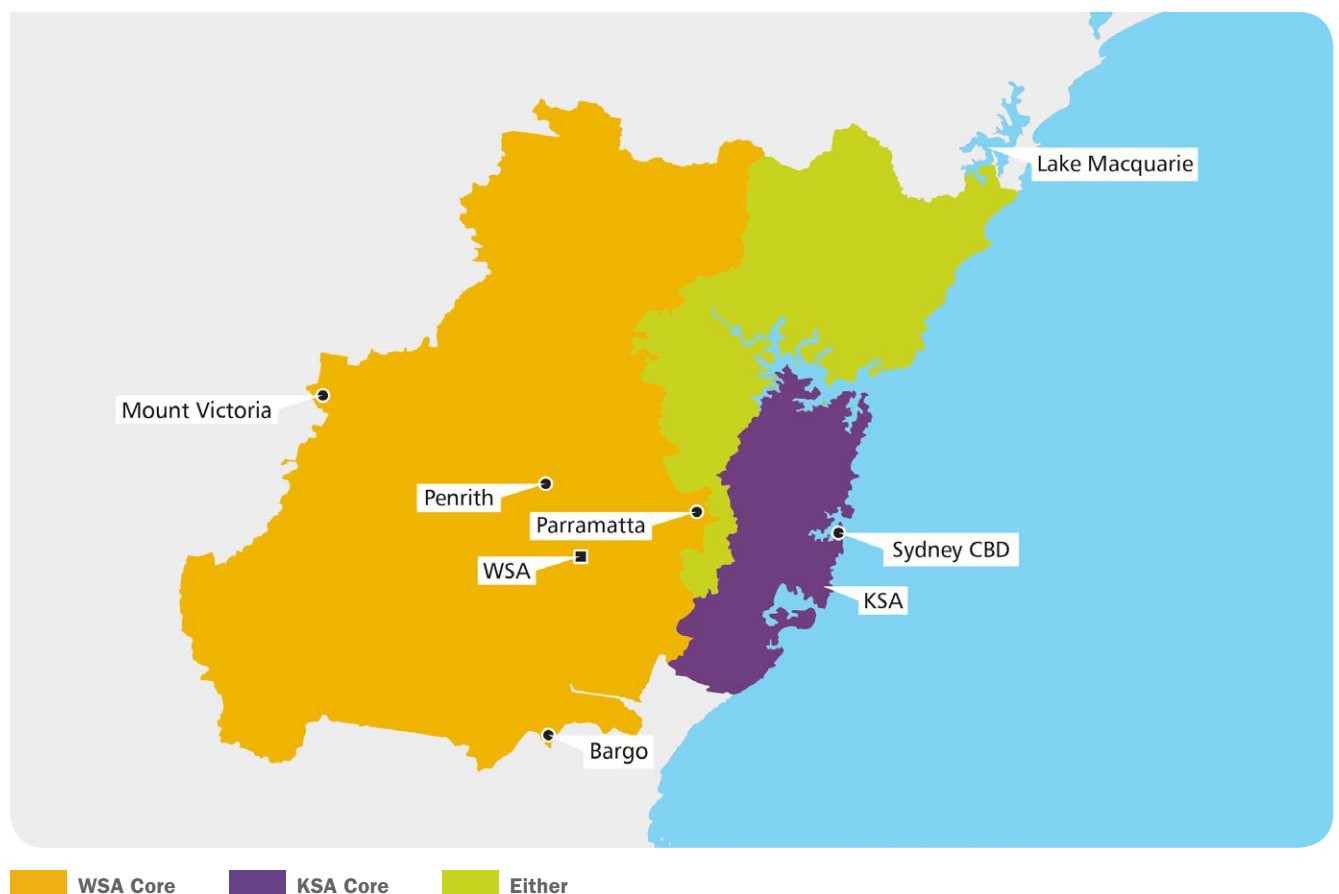 Lake Macquarie
Mount Victoria
Penrith
Parramatta
Sydney CBD
WSA
KSA
Bargo
WSA Core
KSA Core
Either